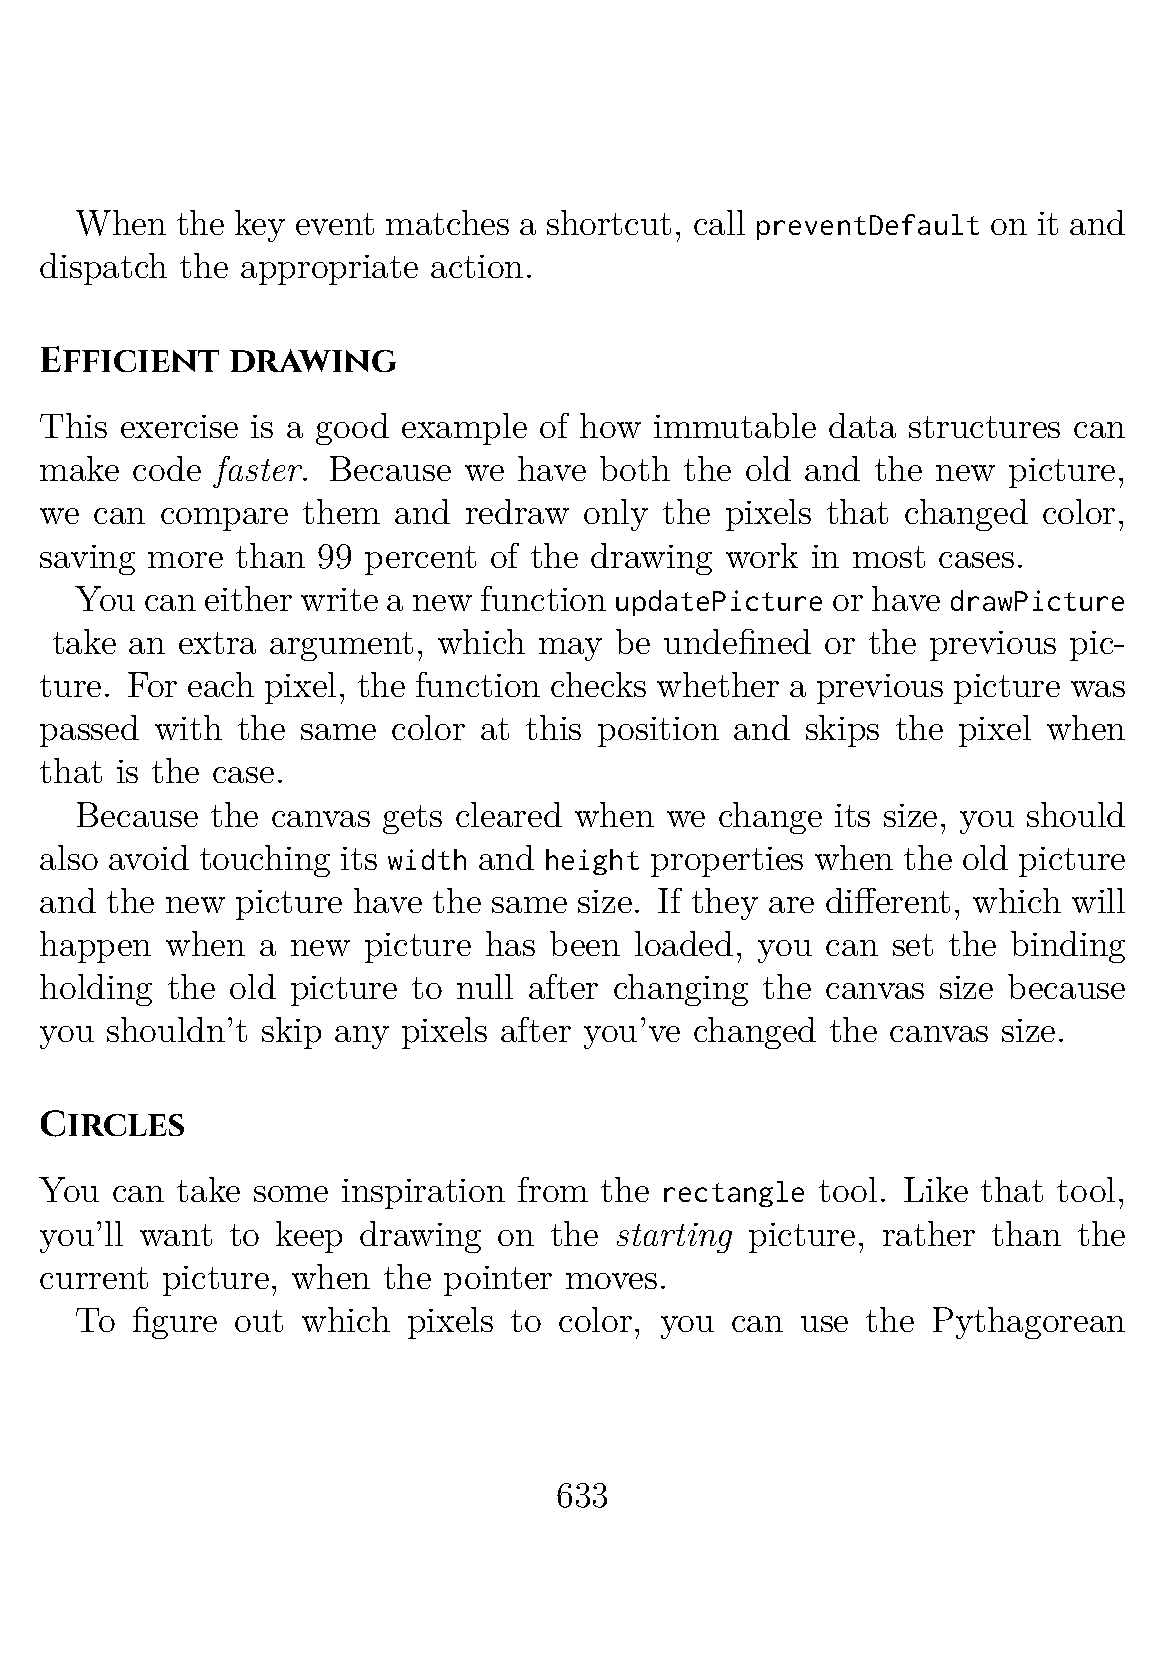 When the key event matches a shortcut, call preventDefault on it and
dispatch the appropriate action.
Efficient drawing
This exercise is a good example of how immutable data structures can
make code faster. Because we have both the old and the new picture,
we can compare them and redraw only the pixels that changed color,
saving more than 99 percent of the drawing work in most cases.
You can either write a new function updatePicture or have drawPicture
take an extra argument, which may be undefined or the previous pic-
ture. For each pixel, the function checks whether a previous picture was
passed with the same color at this position and skips the pixel when
that is the case.
Because the canvas gets cleared when we change its size, you should
also avoid touching its width and height properties when the old picture
and the new picture have the same size. If they are different, which will
happen when a new picture has been loaded, you can set the binding
holding the old picture to null after changing the canvas size because
you shouldn't skip any pixels after you've changed the canvas size.
Circles
You can take some inspiration from the rectangle tool. Like that tool,
you'll want to keep drawing on the starting picture, rather than the
current picture, when the pointer moves.
To figure out which pixels to color, you can use the Pythagorean
633